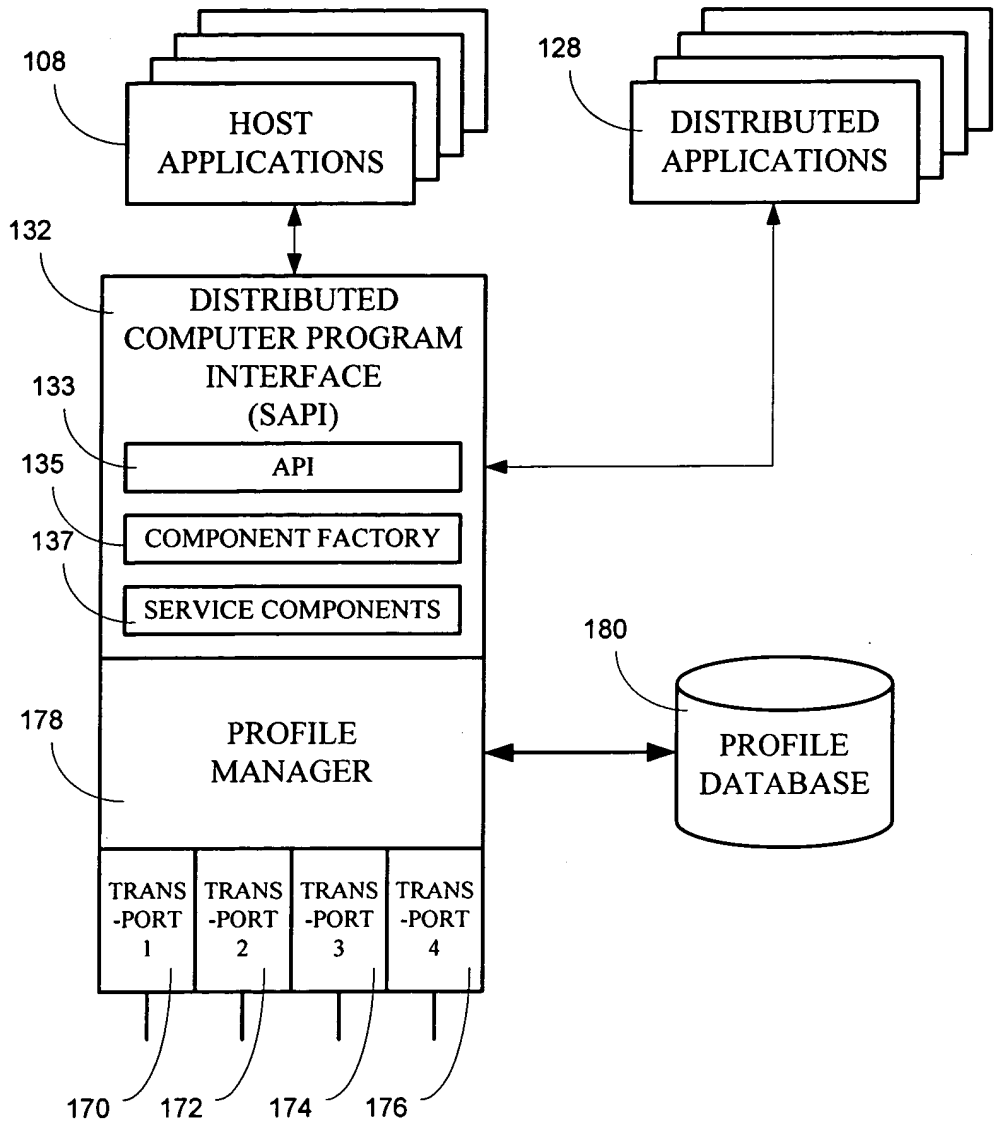 108
HOST
APPLICATIONS
128
DISTRIBUTED
APPLICATIONS
132
DISTRIBUTED
COMPUTER PROGRAM
INTERFACE
(SAPI)
133
API
135
COMPONENT FACTORY
137
SERVICE COMPONENTS
178
PROFILE
MANAGER
180
PROFILE
DATABASE
TRANS
-PORT
1
TRANS
-PORT
2
TRANS
-PORT
3
TRANS
-PORT
4
170
172
174
176